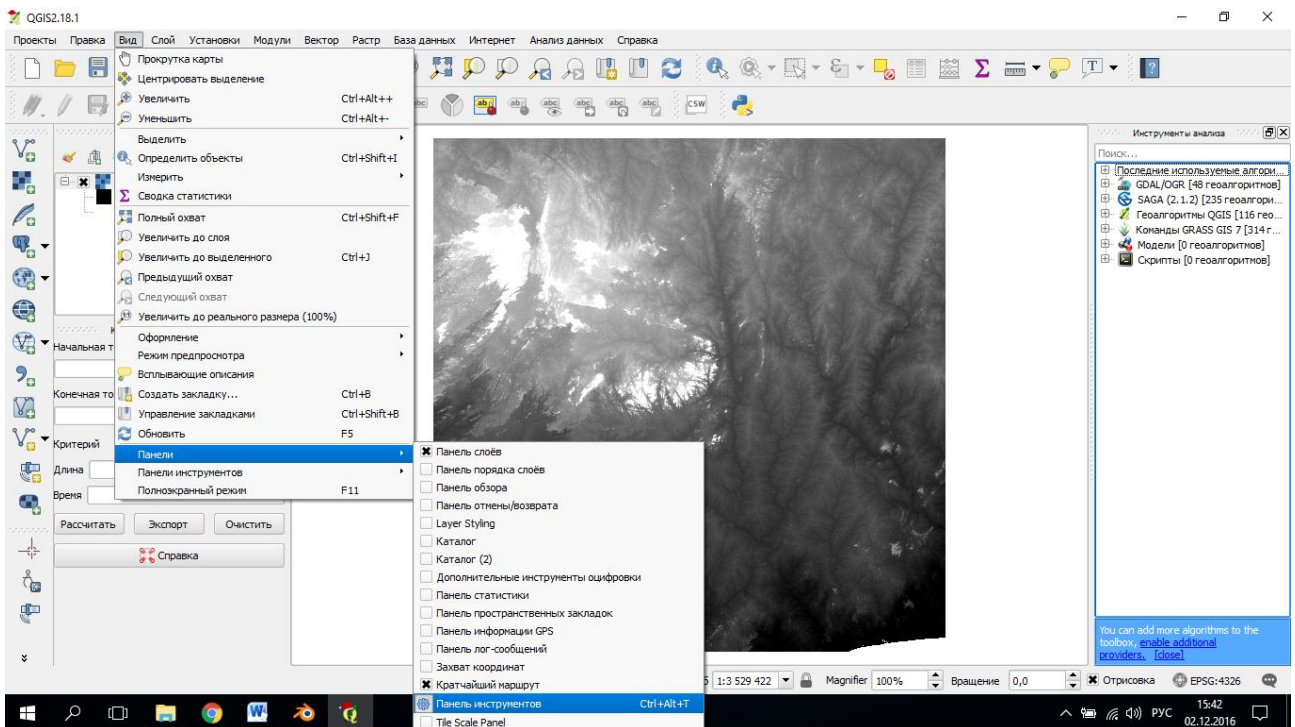 QGIS2.18.1
Проекты Правка Вид Слой Установки Модули Вектор Растр База данных Интернет Анализ данных Справка
Прокрутка карты
Центрировать выделение
Увеличить Ctrl+Alt++
Уменьшить Ctrl+Alt+-
Выделить
Определить объекты Ctrl+Shift+I
Измерить
Сводка статистики
Полный охват Ctrl+Shift+F
Увеличить до слоя
Увеличить до выделенного Ctrl+J
Предыдущий охват
Следующий охват
Увеличить до реального размера (100%)
Оформление
Режим предпросмотра
Всплывающие описания
Создать закладку... Ctrl+B
Управление закладками Ctrl+Shift+B
Обновить F5
Панели
Панели инструментов
Полноэкранный режим F11
Панель слоёв
Панель порядка слоёв
Панель обзора
Панель отмены/возврата
Layer Styling
Каталог
Каталог (2)
Дополнительные инструменты оцифровки
Панель статистики
Панель пространственных закладок
Панель информации GPS
Панель лог-сообщений
Захват координат
Кратчайший маршрут
Панель инструментов Ctrl+Alt+T
Tile Scale Panel
abc ab ab abc abc abc abc CSW
Начальная т
Конечная то
Критерий
Длина
Время
Рассчитать Экспорт Очистить
Справка
Инструменты анализа
Поиск...
Последние используемые алгори...
GDAL/OGR [48 геоалгоритмов]
SAGA (2.1.2) [235 геоалгори...
Геоалгоритмы QGIS [116 гео...
Команды GRASS GIS 7 [314 г...
Модели [0 геоалгоритмов]
Скрипты [0 геоалгоритмов]
You can add more algorithms to the
toolbox, enable additional
providers. [close]
1:3 529 422 Magnifier 100% Вращение 0,0 Отрисовка EPSG:4326
РУС 15:42
02.12.2016